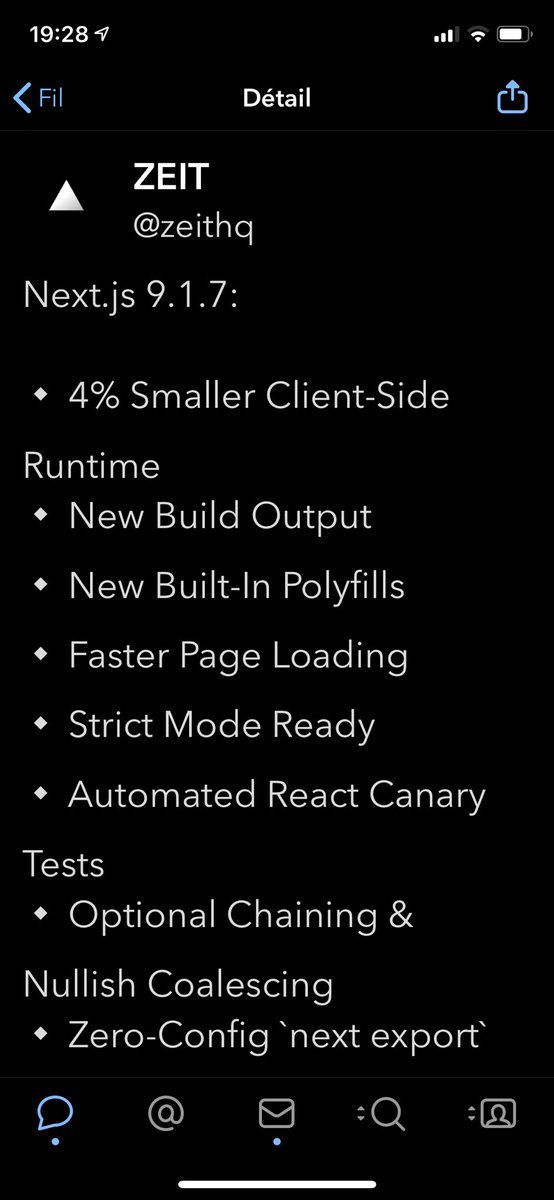 19:28
Fil
Détail
ZEIT
@zeithq
Next.js 9.1.7:
🔹 4% Smaller Client-Side
Runtime
🔹 New Build Output
🔹 New Built-In Polyfills
🔹 Faster Page Loading
🔹 Strict Mode Ready
🔹 Automated React Canary
Tests
🔹 Optional Chaining &
Nullish Coalescing
🔹 Zero-Config `next export`